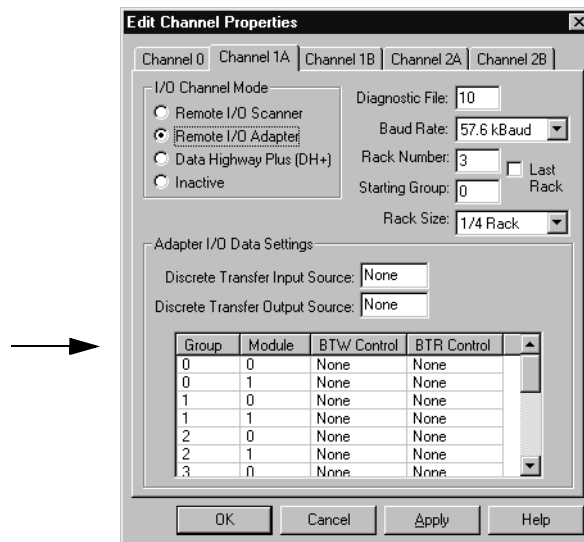 Edit Channel Properties
Channel 0 Channel 1A Channel 1B Channel 2A Channel 2B
I/O Channel Mode
Remote I/O Scanner
Remote I/O Adapter
Data Highway Plus (DH+)
Inactive
Diagnostic File: 10
Baud Rate: 57.6 kBaud
Rack Number: 3
Last Rack
Starting Group: 0
Rack Size: 1/4 Rack
Adapter I/O Data Settings
Discrete Transfer Input Source: None
Discrete Transfer Output Source: None
Group Module BTW Control BTR Control
0 0 None None
0 1 None None
1 0 None None
1 1 None None
2 0 None None
2 1 None None
3 0 None None
OK Cancel Apply Help